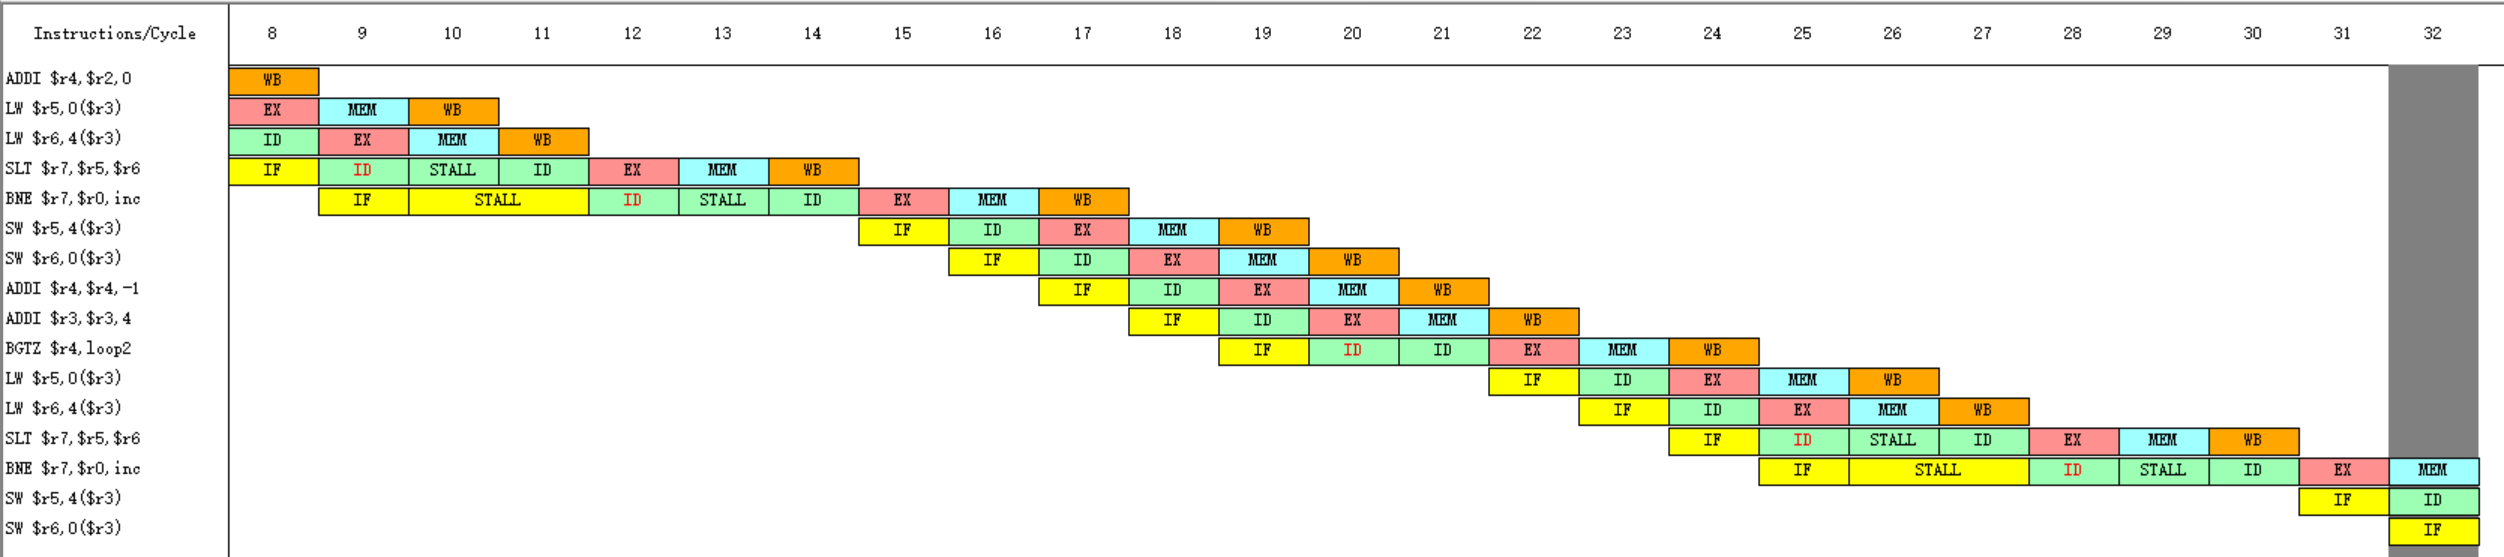 Instructions/Cycle 8 9 10 11 12 13 14 15 16 17 18 19 20 21 22 23 24 25 26 27 28 29 30 31 32
ADDI $r4,$r2,0 WB
LW $r5,0($r3) EX MEM WB
LW $r6,4($r3) ID EX MEM WB
SLT $r7,$r5,$r6 IF ID STALL ID EX MEM WB
BNE $r7,$r0,inc IF STALL ID STALL ID EX MEM WB
SW $r5,4($r3) IF ID EX MEM WB
SW $r6,0($r3) IF ID EX MEM WB
ADDI $r4,$r4,-1 IF ID EX MEM WB
ADDI $r3,$r3,4 IF ID EX MEM WB
BGTZ $r4,loop2 IF ID ID EX MEM WB
LW $r5,0($r3) IF ID EX MEM WB
LW $r6,4($r3) IF ID EX MEM WB
SLT $r7,$r5,$r6 IF ID STALL ID EX MEM WB
BNE $r7,$r0,inc IF STALL ID STALL ID EX MEM
SW $r5,4($r3) IF ID
SW $r6,0($r3) IF